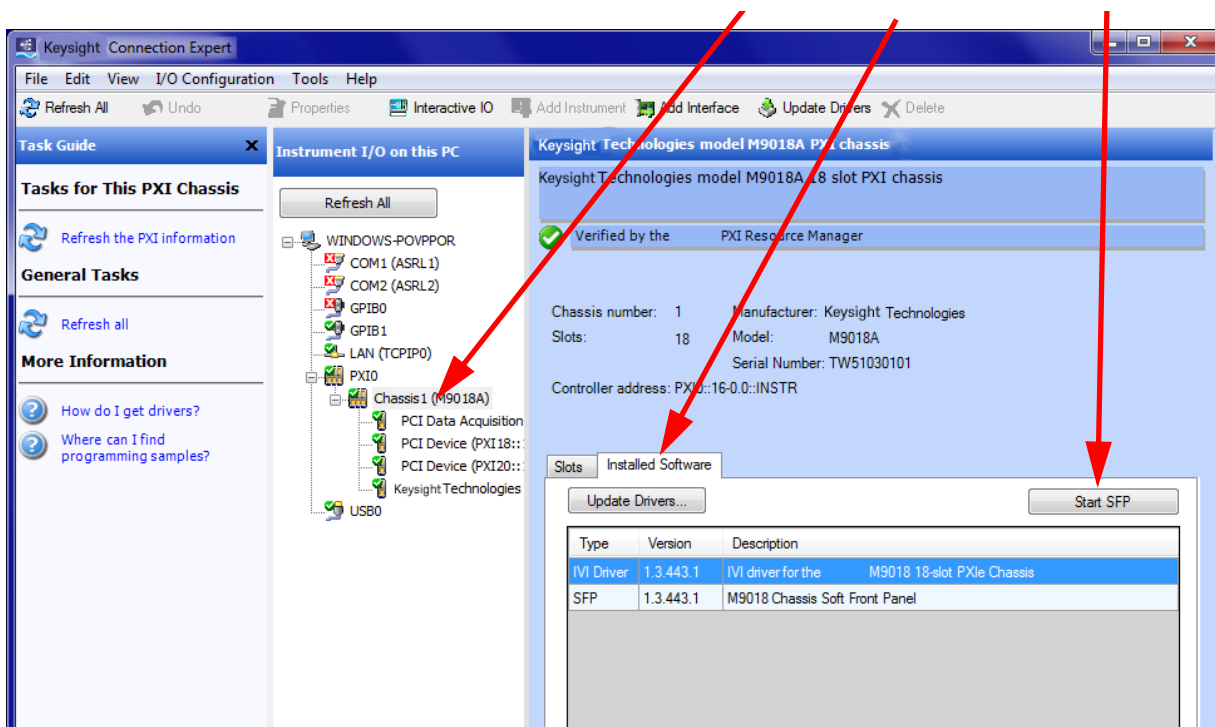 Keysight Connection Expert
File Edit View I/O Configuration Tools Help
Refresh All Undo Properties Interactive IO Add Instrument Add Interface Update Drivers Delete
Task Guide
Tasks for This PXI Chassis
Refresh the PXI information
General Tasks
Refresh all
More Information
How do I get drivers?
Where can I find
programming samples?
Instrument I/O on this PC
Refresh All
WINDOWS-POVPPOR
COM1 (ASRL1)
COM2 (ASRL2)
GPIB0
GPIB1
LAN (TCPIP0)
PXI0
Chassis1 (M9018A)
PCI Data Acquisition
PCI Device (PXI18::
PCI Device (PXI20::
Keysight Technologies
USB0
Keysight Technologies model M9018A PXI chassis
Keysight Technologies model M9018A 18 slot PXI chassis
Verified by the PXI Resource Manager
Chassis number: 1 Manufacturer: Keysight Technologies
Slots: 18 Model: M9018A
Serial Number: TW51030101
Controller address: PXI0::16-0.0::INSTR
Slots Installed Software
Update Drivers... Start SFP
Type Version Description
IVI Driver 1.3.443.1 IVI driver for the M9018 18-slot PXIe Chassis
SFP 1.3.443.1 M9018 Chassis Soft Front Panel